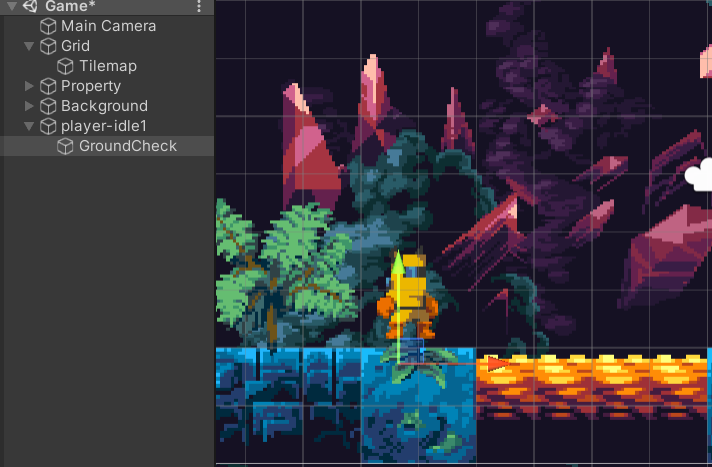 Game*
Main Camera
Grid
Tilemap
Property
Background
player-idle1
GroundCheck